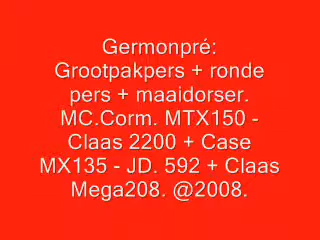 Germonpré:
Grootpakpers + ronde
pers + maaidorser.
MC.Corm. MTX150 -
Claas 2200 + Case
MX135 - JD. 592 + Claas
Mega208. @2008.